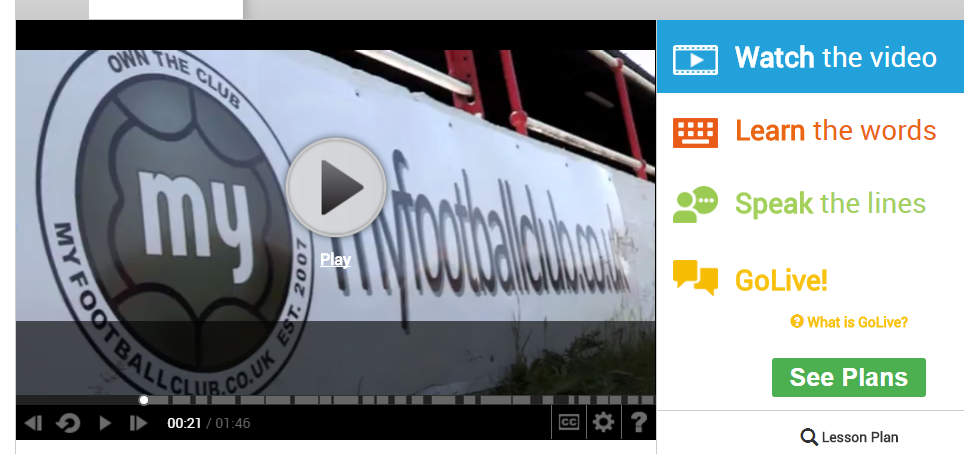 OWN THE CLUB
my
MYFOOTBALLCLUB.CO.UK EST. 2007
myfootballclub.co.uk
Play
00:21 / 01:46
CC
?
Watch the video
Learn the words
Speak the lines
GoLive!
? What is GoLive?
See Plans
Lesson Plan